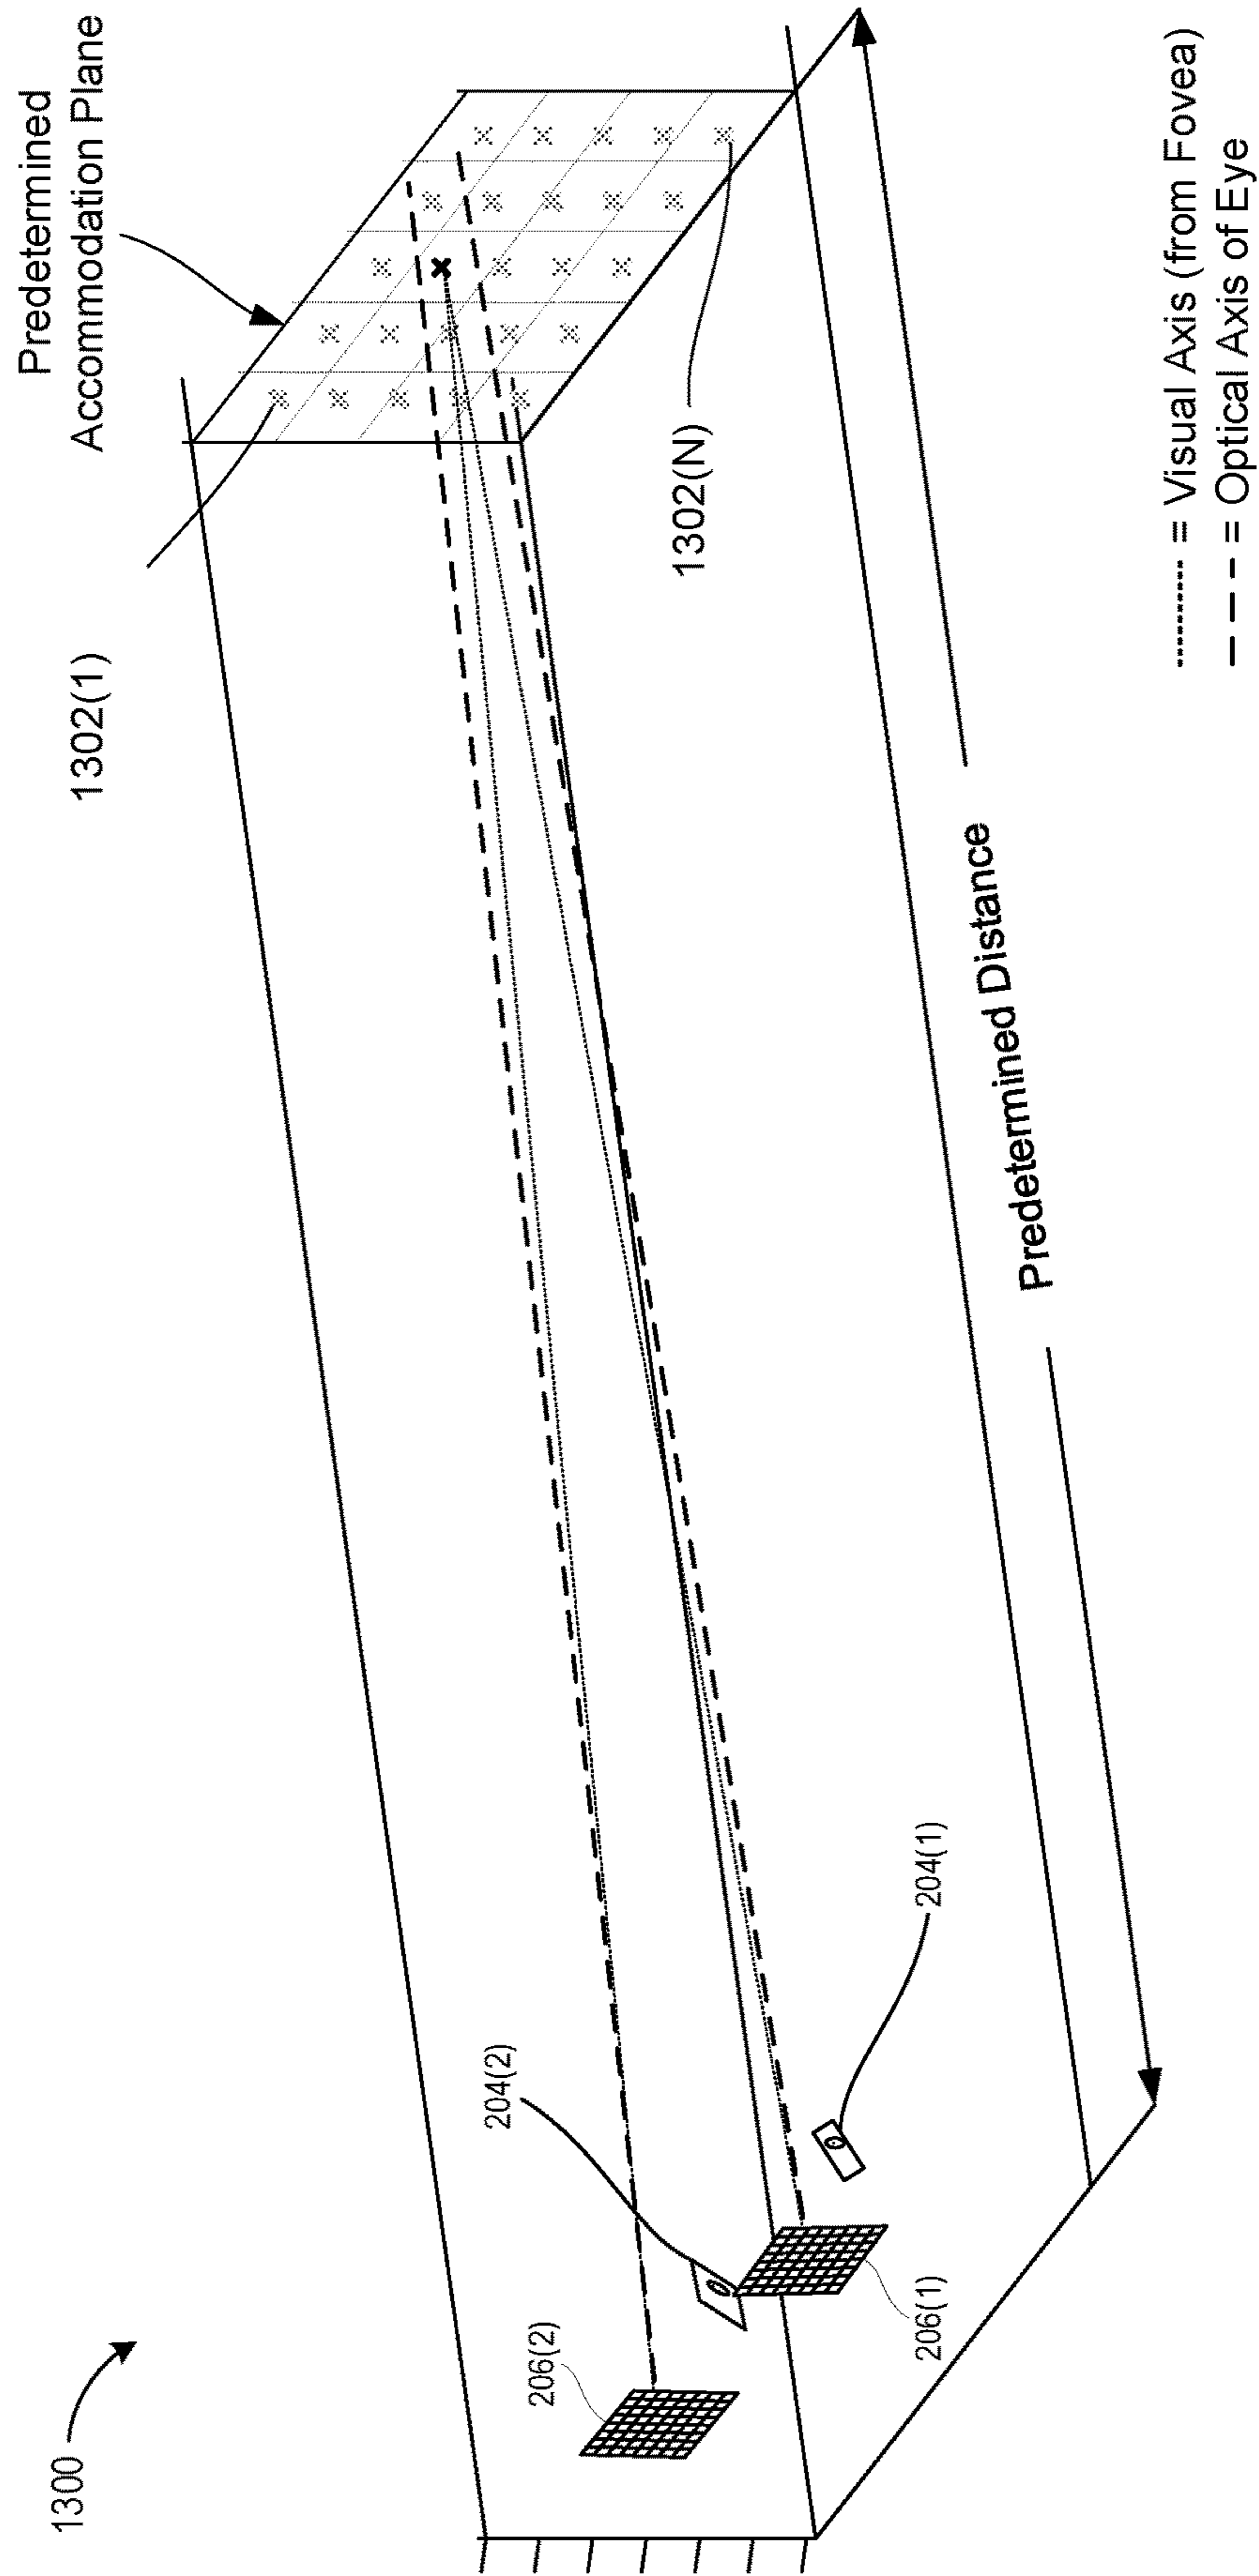 1300
Predetermined
Accommodation Plane
1302(1)
1302(N)
204(2)
206(2)
204(1)
206(1)
Predetermined Distance
= Visual Axis (from Fovea)
= Optical Axis of Eye